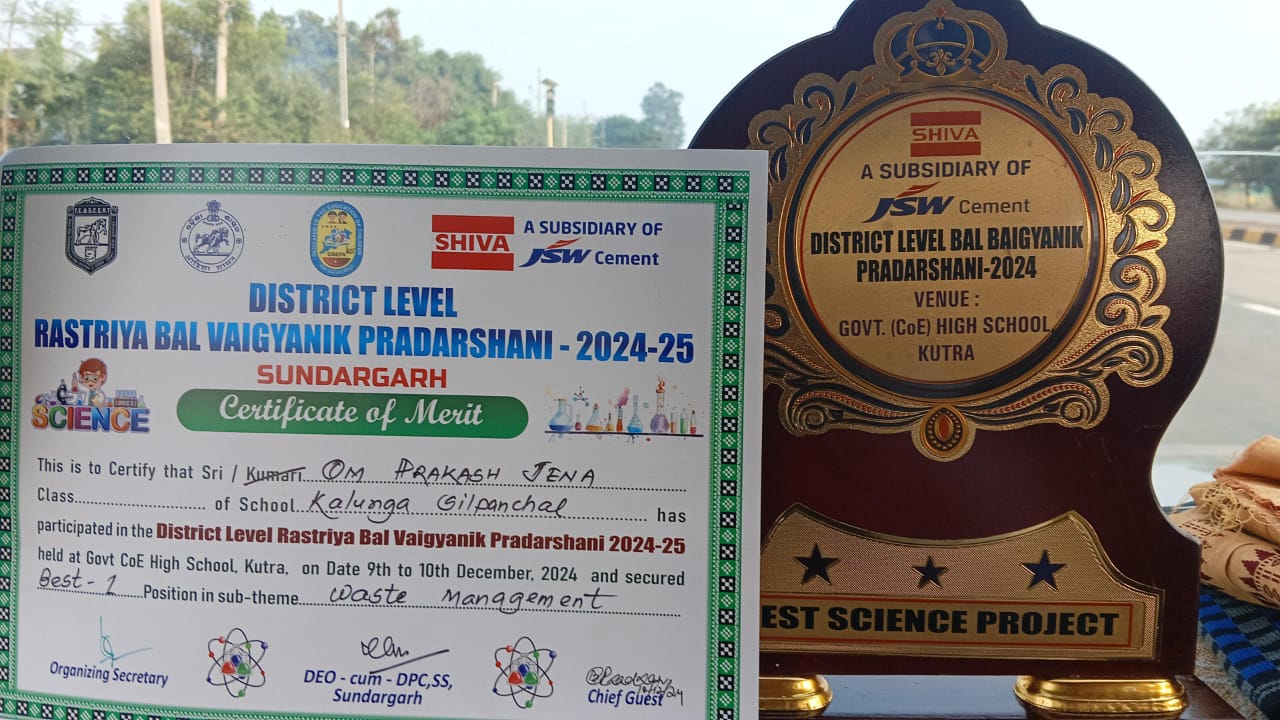 T.E & S.C.E.R.T
OSEPA
SHIVA
A SUBSIDIARY OF
JSW Cement
DISTRICT LEVEL
RASTRIYA BAL VAIGYANIK PRADARSHANI - 2024-25
SUNDARGARH
SCIENCE
Certificate of Merit
This is to Certify that Sri / Kumari OM PRAKASH JENA
Class.................... of School Kalunga Gilpanchal has
participated in the District Level Rastriya Bal Vaigyanik Pradarshani 2024-25
held at Govt CoE High School, Kutra, on Date 9th to 10th December, 2024 and secured
Best-1 Position in sub-theme Waste Management
Organizing Secretary
DEO - cum - DPC,SS,
Sundargarh
10/12/24
Chief Guest
SHIVA
A SUBSIDIARY OF
JSW Cement
DISTRICT LEVEL BAL BAIGYANIK
PRADARSHANI-2024
VENUE :
GOVT. (CoE) HIGH SCHOOL
KUTRA
EST SCIENCE PROJECT